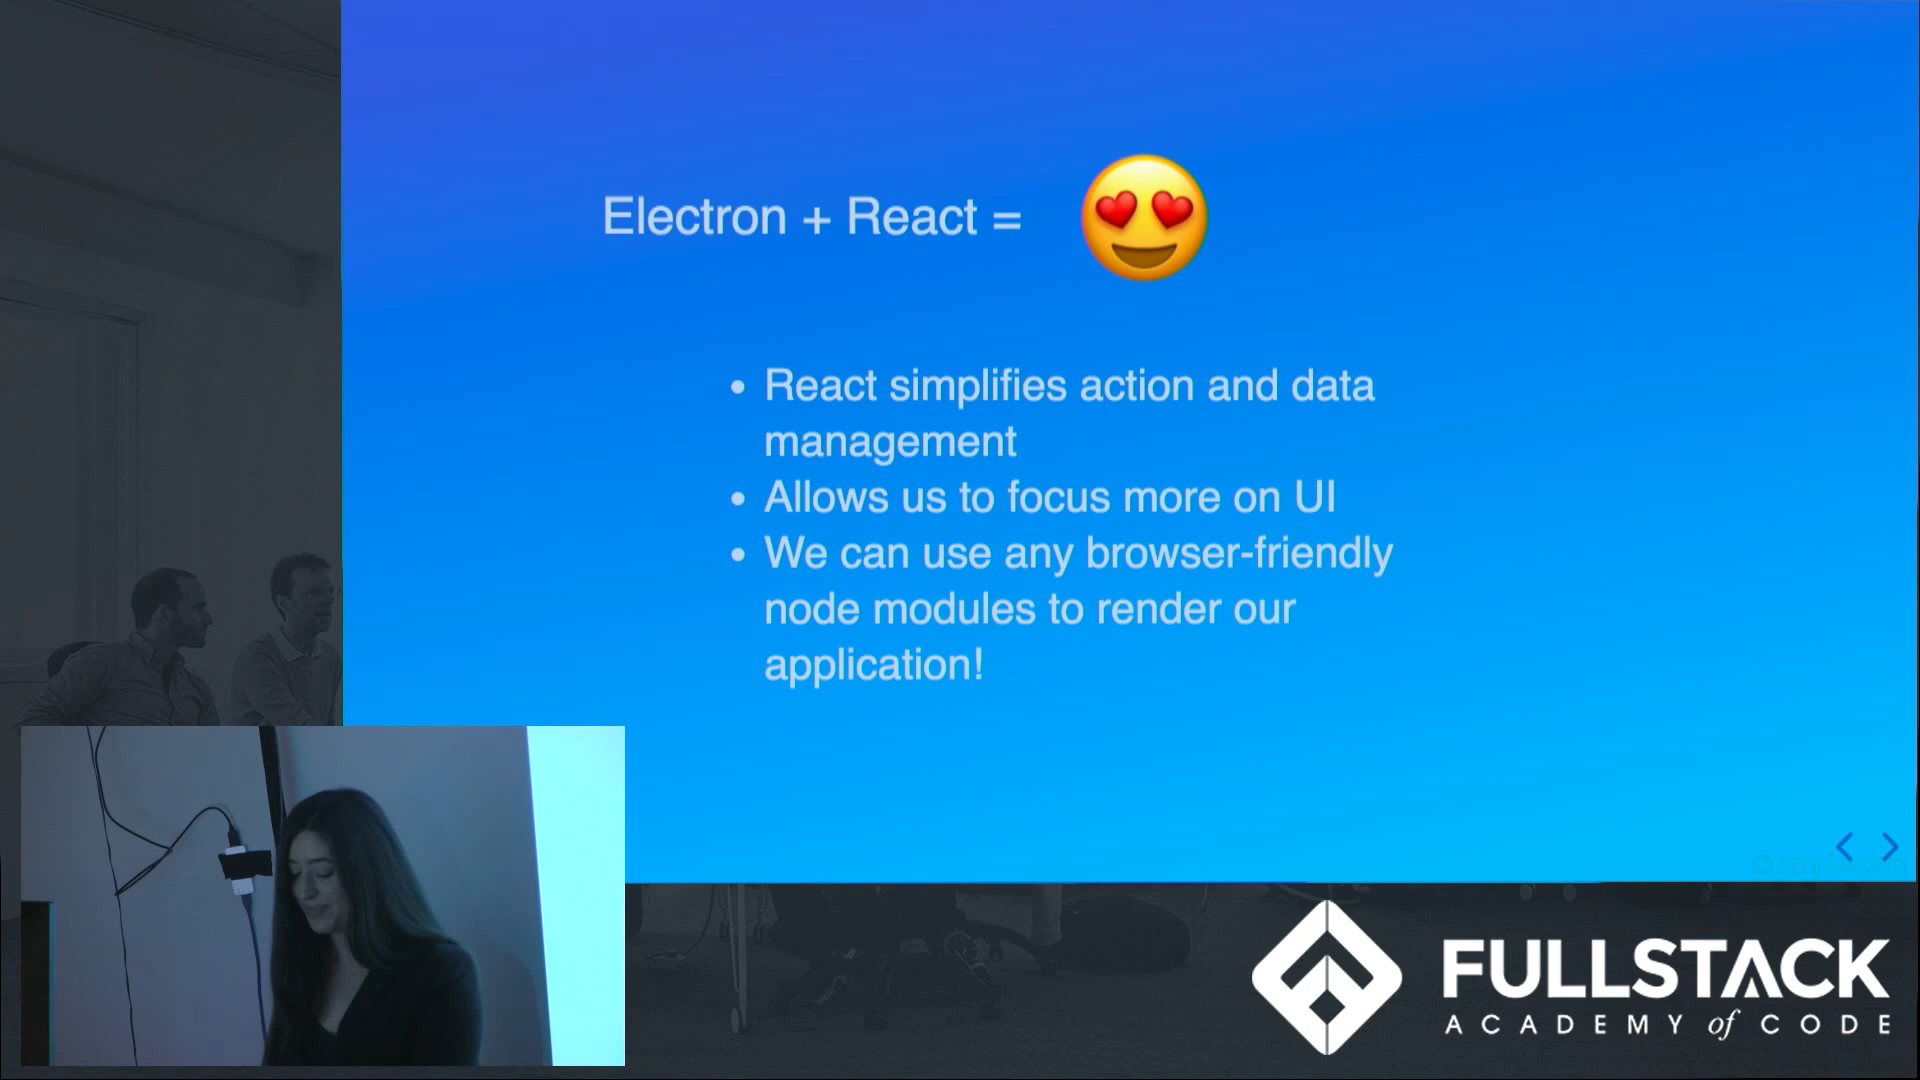 Electron + React =
• React simplifies action and data
management
• Allows us to focus more on UI
• We can use any browser-friendly
node modules to render our
application!
FULLSTACK
ACADEMY of CODE